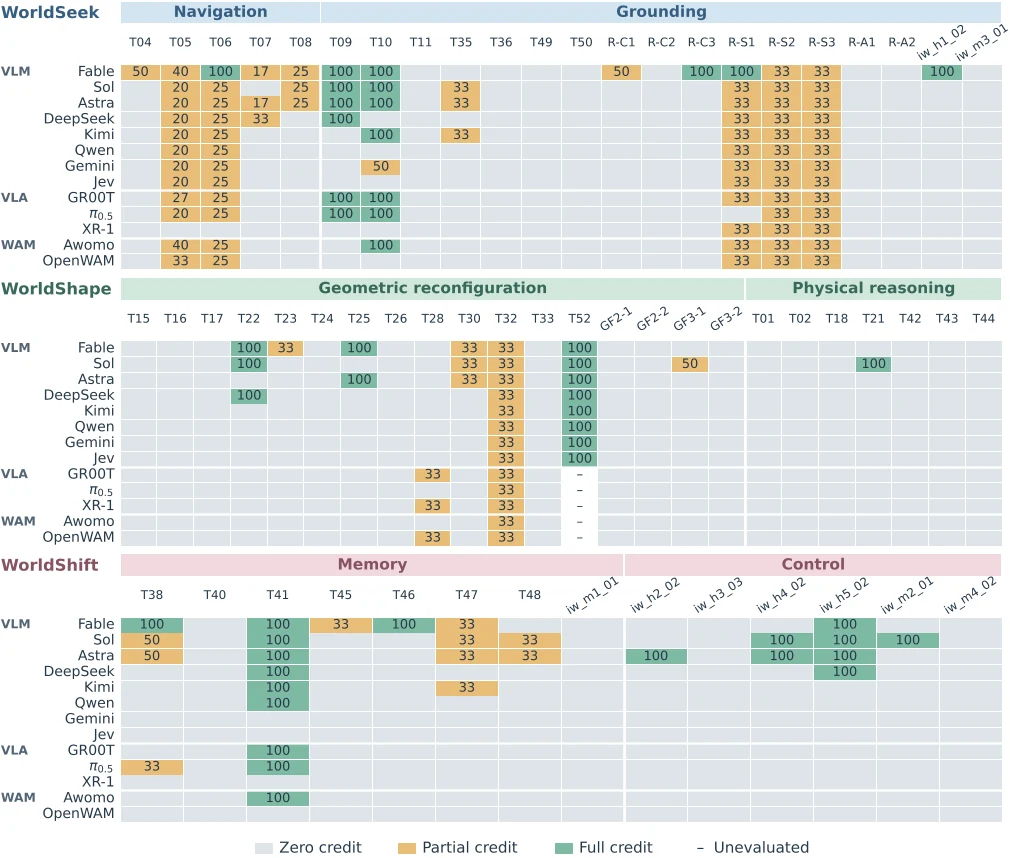 WorldSeek Navigation Grounding
T04 T05 T06 T07 T08 T09 T10 T11 T35 T36 T49 T50 R-C1 R-C2 R-C3 R-S1 R-S2 R-S3 R-A1 R-A2 iw_h1_02 iw_m3_01
VLM Fable 50 40 100 17 25 100 100 50 100 100 33 33 100
Sol 20 25 25 100 100 33 33 33 33
Astra 20 25 17 25 100 100 33 33 33 33
DeepSeek 20 25 33 100 33 33 33
Kimi 20 25 100 33 33 33 33
Qwen 20 25 33 33 33
Gemini 20 25 50 33 33 33
Jev 20 25 33 33 33
VLA GR00T 27 25 100 100 33 33 33
π0.5 20 25 100 100 33 33
XR-1 33 33 33
WAM Awomo 40 25 100 33 33 33
OpenWAM 33 25 33 33 33
WorldShape Geometric reconfiguration Physical reasoning
T15 T16 T17 T22 T23 T24 T25 T26 T28 T30 T32 T33 T52 GF2-1 GF2-2 GF3-1 GF3-2 T01 T02 T18 T21 T42 T43 T44
VLM Fable 100 33 100 33 33 100
Sol 100 33 33 100 50 100
Astra 100 33 33 100
DeepSeek 100 33 100
Kimi 33 100
Qwen 33 100
Gemini 33 100
Jev 33 100
VLA GR00T 33 33 –
π0.5 33 –
XR-1 33 33 –
WAM Awomo 33 –
OpenWAM 33 33 –
WorldShift Memory Control
T38 T40 T41 T45 T46 T47 T48 iw_m1_01 iw_h2_02 iw_h3_03 iw_h4_02 iw_h5_02 iw_m2_01 iw_m4_02
VLM Fable 100 100 33 100 33 100
Sol 50 100 33 33 100 100 100
Astra 50 100 33 33 100 100 100
DeepSeek 100 100
Kimi 100 33
Qwen 100
Gemini
Jev
VLA GR00T 100
π0.5 33 100
XR-1
WAM Awomo 100
OpenWAM
Zero credit Partial credit Full credit – Unevaluated